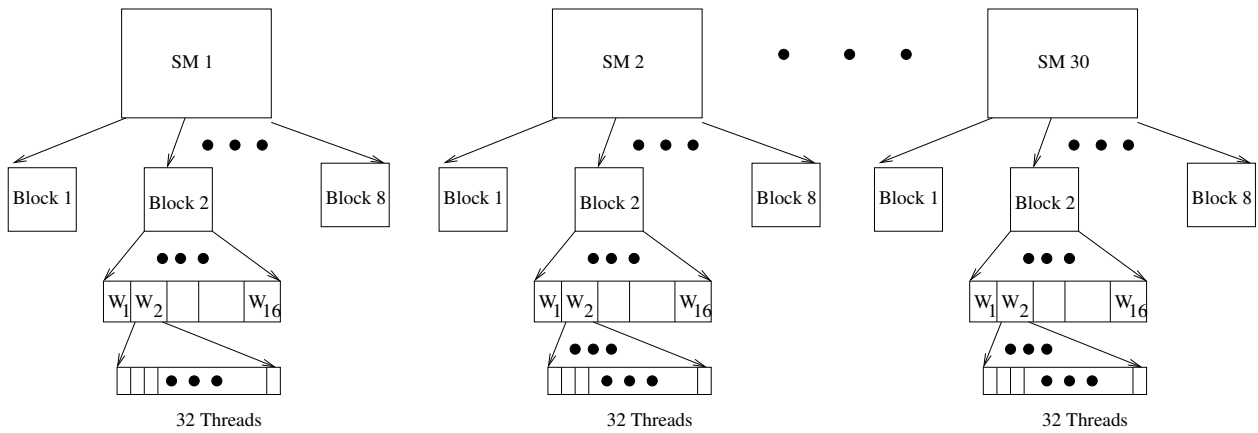 SM 1
SM 2
SM 30
Block 1
Block 2
Block 8
Block 1
Block 2
Block 8
Block 1
Block 2
Block 8
W1 W2 W16
W1 W2 W16
W1 W2 W16
32 Threads
32 Threads
32 Threads